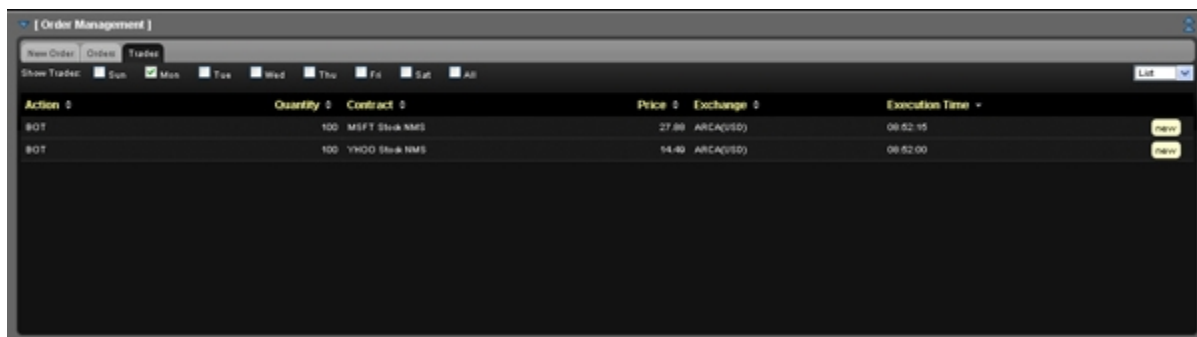 [ Order Management ]
New Order Orders Trades
Show Trades: Sun Mon Tue Wed Thu Fri Sat All List
Action Quantity Contract Price Exchange Execution Time
BOT 100 MSFT Stock NMS 27.88 ARCA(USD) 08:52:15 new
BOT 100 YHOO Stock NMS 14.49 ARCA(USD) 08:52:00 new